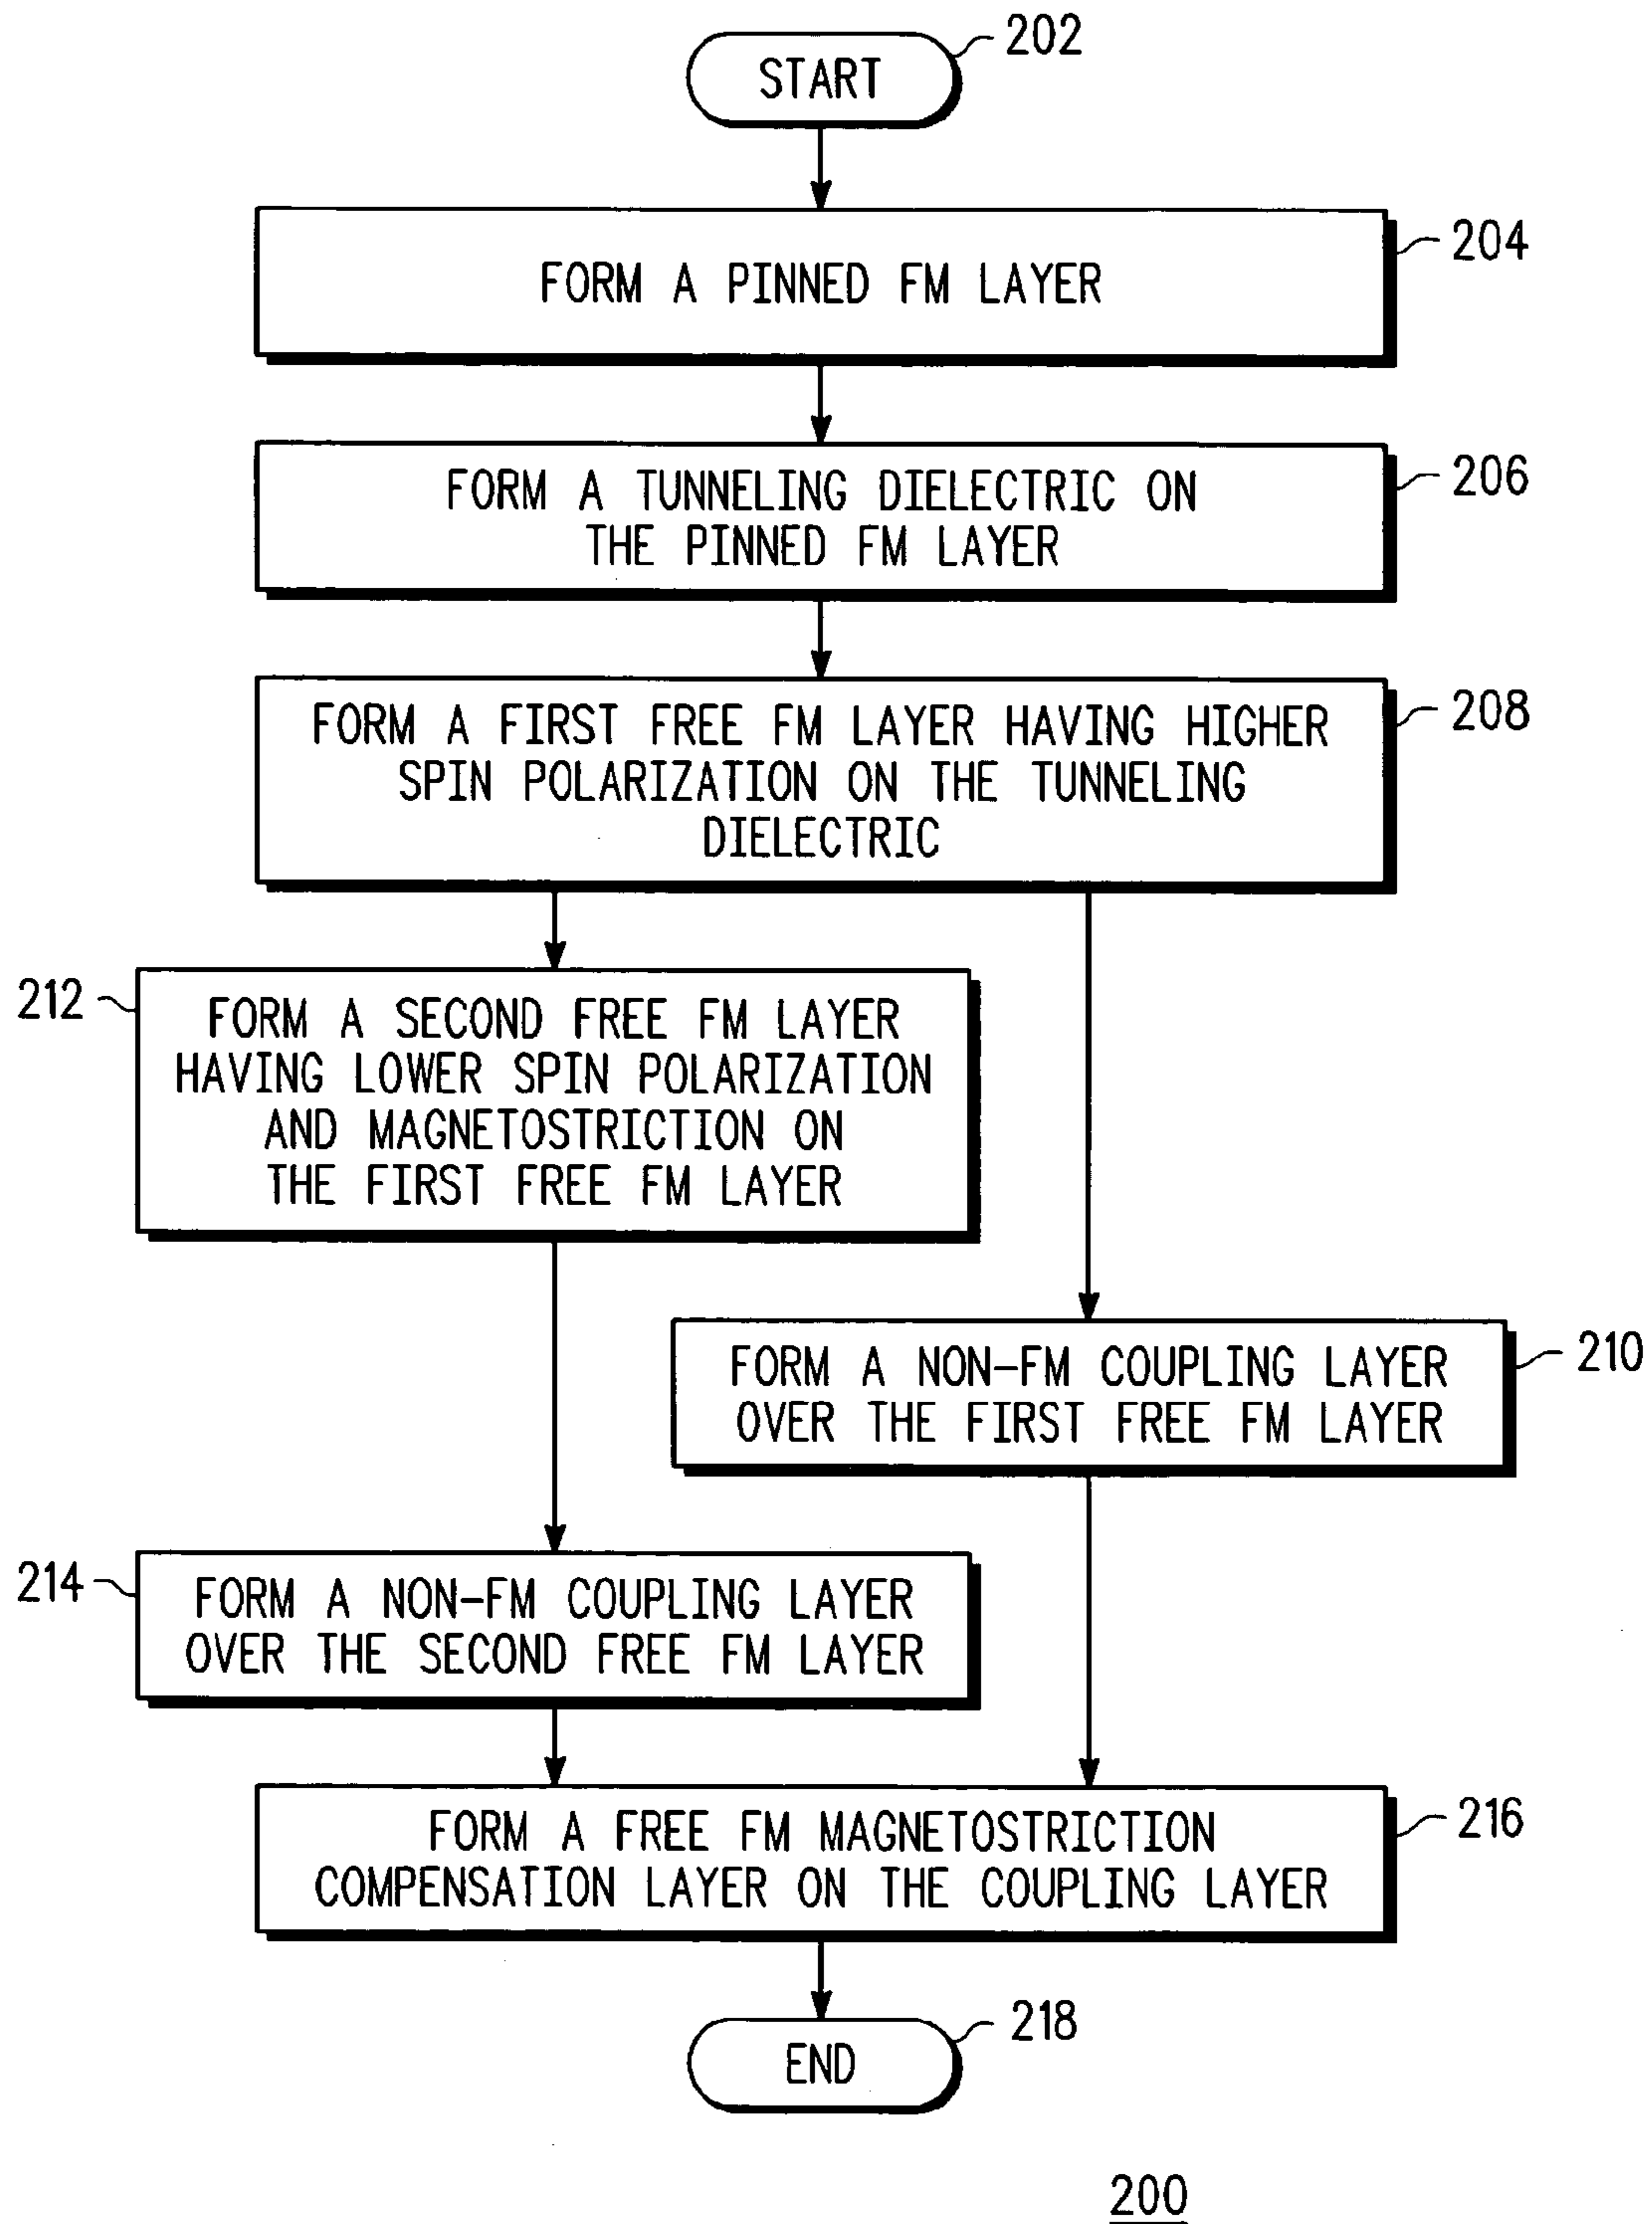 202
START
204
FORM A PINNED FM LAYER
206
FORM A TUNNELING DIELECTRIC ON
THE PINNED FM LAYER
208
FORM A FIRST FREE FM LAYER HAVING HIGHER
SPIN POLARIZATION ON THE TUNNELING
DIELECTRIC
212
FORM A SECOND FREE FM LAYER
HAVING LOWER SPIN POLARIZATION
AND MAGNETOSTRICTION ON
THE FIRST FREE FM LAYER
210
FORM A NON-FM COUPLING LAYER
OVER THE FIRST FREE FM LAYER
214
FORM A NON-FM COUPLING LAYER
OVER THE SECOND FREE FM LAYER
216
FORM A FREE FM MAGNETOSTRICTION
COMPENSATION LAYER ON THE COUPLING LAYER
218
END
200